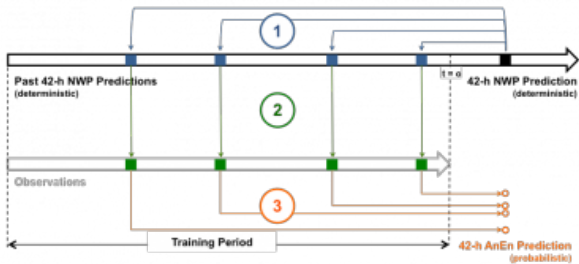 1
t = 0
Past 42-h NWP Predictions
(deterministic)
42-h NWP Prediction
(deterministic)
2
Observations
3
Training Period
42-h AnEn Prediction
(probabilistic)